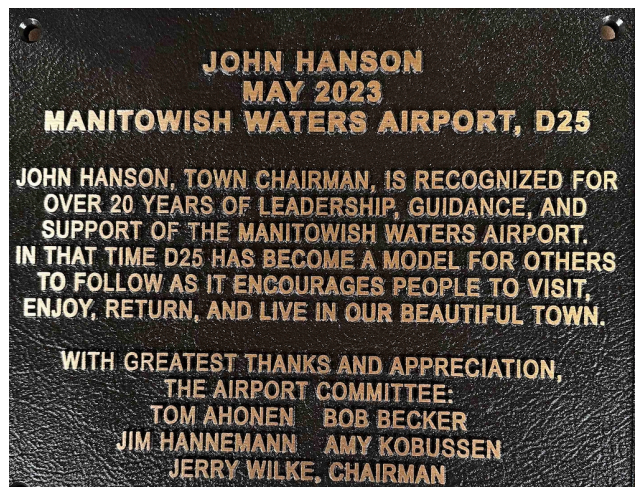 JOHN HANSON
MAY 2023
MANITOWISH WATERS AIRPORT, D25
JOHN HANSON, TOWN CHAIRMAN, IS RECOGNIZED FOR
OVER 20 YEARS OF LEADERSHIP, GUIDANCE, AND
SUPPORT OF THE MANITOWISH WATERS AIRPORT.
IN THAT TIME D25 HAS BECOME A MODEL FOR OTHERS
TO FOLLOW AS IT ENCOURAGES PEOPLE TO VISIT,
ENJOY, RETURN, AND LIVE IN OUR BEAUTIFUL TOWN.
WITH GREATEST THANKS AND APPRECIATION,
THE AIRPORT COMMITTEE:
TOM AHONEN BOB BECKER
JIM HANNEMANN AMY KOBUSSEN
JERRY WILKE, CHAIRMAN